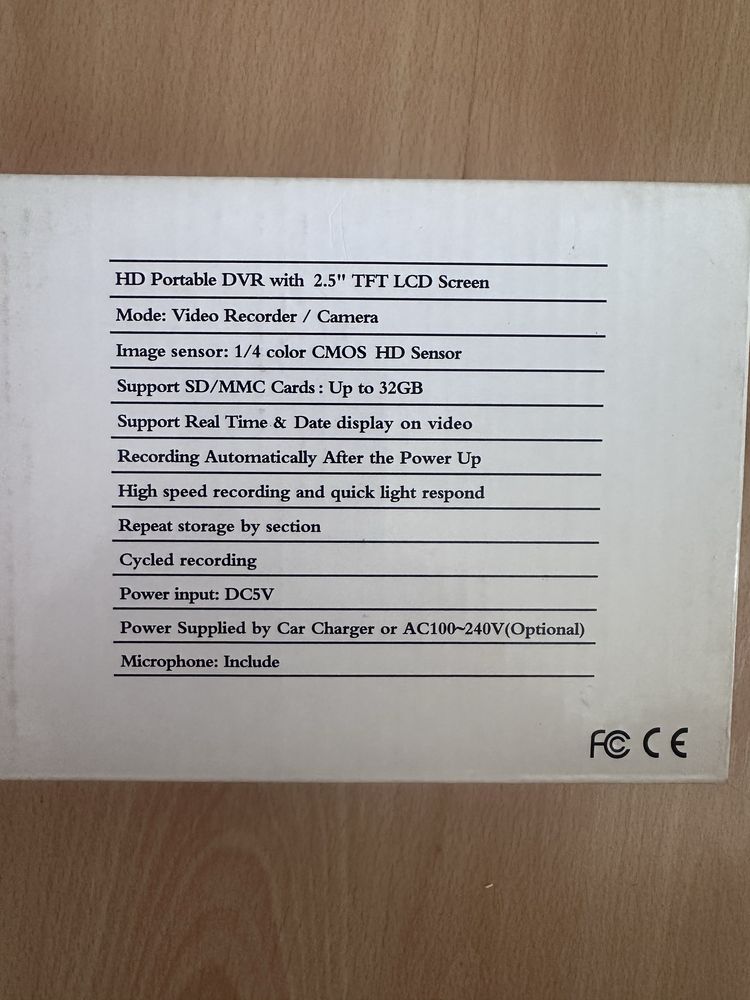 HD Portable DVR with 2.5" TFT LCD Screen
Mode: Video Recorder / Camera
Image sensor: 1/4 color CMOS HD Sensor
Support SD/MMC Cards: Up to 32GB
Support Real Time & Date display on video
Recording Automatically After the Power Up
High speed recording and quick light respond
Repeat storage by section
Cycled recording
Power input: DC5V
Power Supplied by Car Charger or AC100~240V(Optional)
Microphone: Include
FC CE